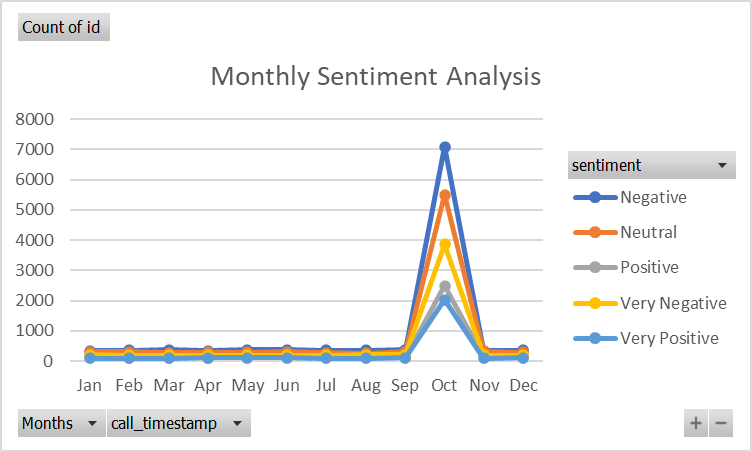 Count of id
Monthly Sentiment Analysis
8000
7000
6000
5000
4000
3000
2000
1000
0
Jan Feb Mar Apr May Jun Jul Aug Sep Oct Nov Dec
sentiment
Negative
Neutral
Positive
Very Negative
Very Positive
Months call_timestamp
+ −